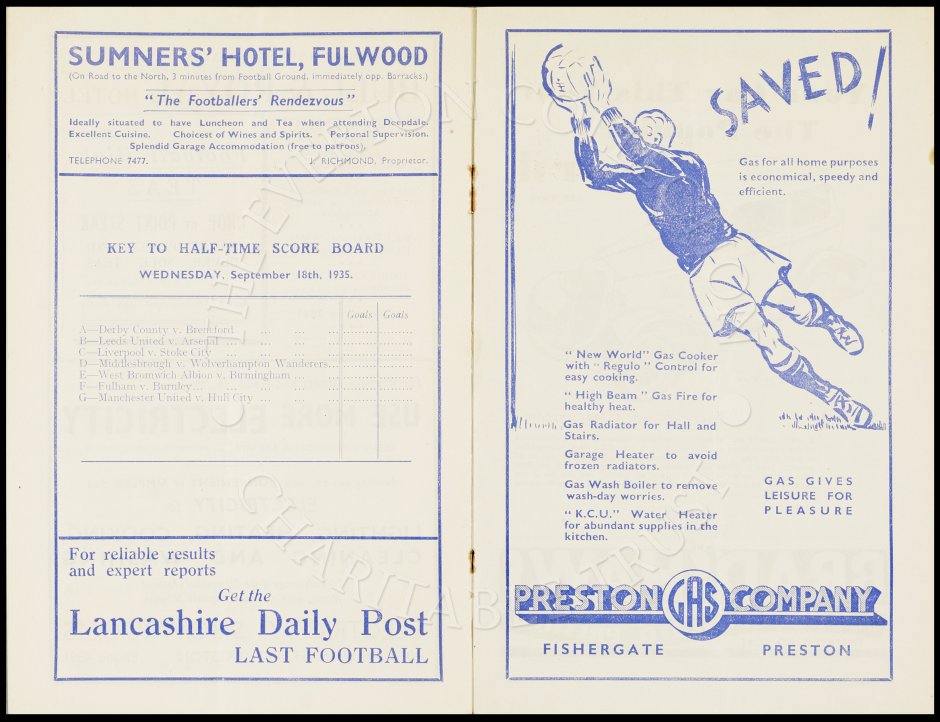 SUMNERS' HOTEL, FULWOOD
(On Road to the North, 3 minutes from Football Ground, immediately opp. Barracks.)
"The Footballers' Rendezvous"
Ideally situated to have Luncheon and Tea when attending Deepdale.
Excellent Cuisine. Choicest of Wines and Spirits. Personal Supervision.
Splendid Garage Accommodation (free to patrons),
TELEPHONE 7477. J. RICHMOND, Proprietor.
KEY TO HALF-TIME SCORE BOARD
WEDNESDAY, September 18th, 1935.
Goals Goals
A—Derby County v. Brentford
B—Leeds United v. Arsenal
C—Liverpool v. Stoke City
D—Middlesbrough v. Wolverhampton Wanderers
E—West Bromwich Albion v. Birmingham
F—Fulham v. Burnley
G—Manchester United v. Hull City
For reliable results
and expert reports
Get the
Lancashire Daily Post
LAST FOOTBALL
SAVED!
Gas for all home purposes
is economical, speedy and
efficient.
"New World" Gas Cooker
with "Regulo" Control for
easy cooking.
"High Beam" Gas Fire for
healthy heat.
Gas Radiator for Hall and
Stairs.
Garage Heater to avoid
frozen radiators.
Gas Wash Boiler to remove
wash-day worries.
"K.C.U." Water Heater
for abundant supplies in the
kitchen.
GAS GIVES
LEISURE FOR
PLEASURE
PRESTON GAS COMPANY
FISHERGATE PRESTON
THE EVERTON CO
CHARITABLE TRUST